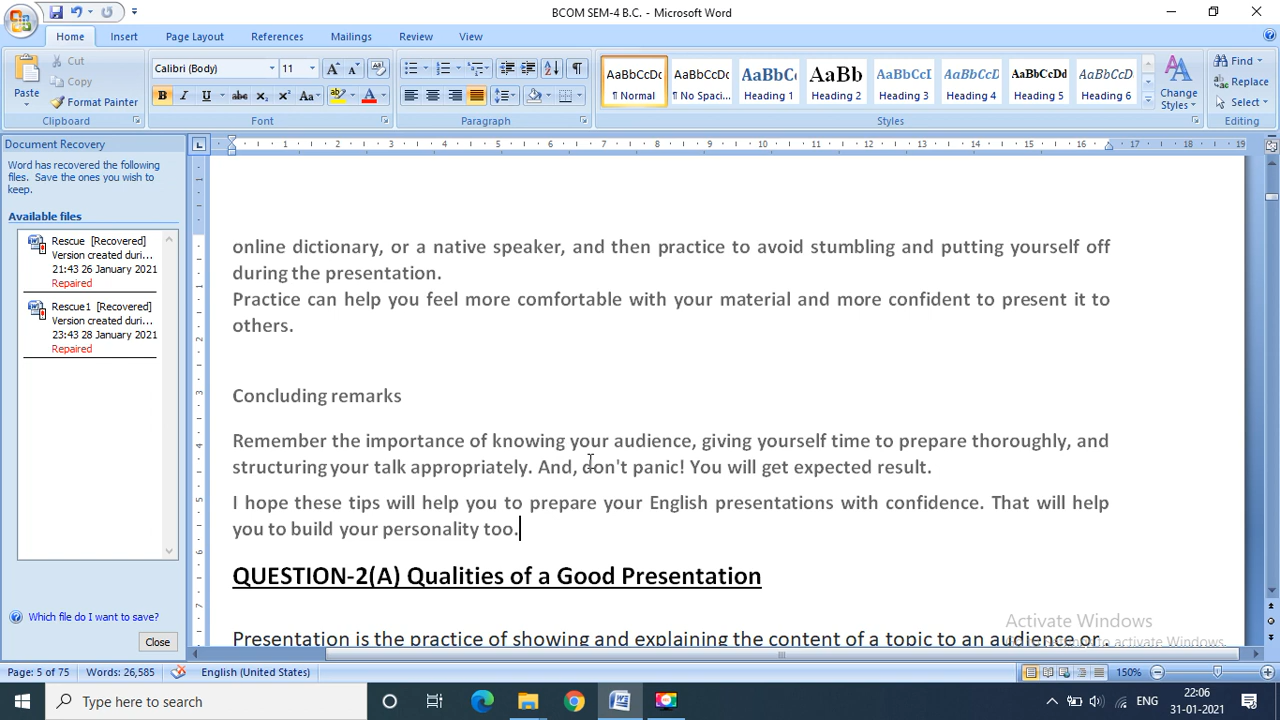 BCOM SEM-4 B.C. - Microsoft Word
Home Insert Page Layout References Mailings Review View
Paste Cut Copy Format Painter Clipboard
Calibri (Body) 11 Font
Paragraph
AaBbCcDc ¶ Normal
AaBbCcDc ¶ No Spaci...
AaBbCc Heading 1
AaBb Heading 2
AaBbCcI Heading 3
AaBbCcD Heading 4
AaBbCcDd Heading 5
AaBbCcD Heading 6
Change Styles
Styles
Find
Replace
Select
Editing
Document Recovery
Word has recovered the following
files. Save the ones you wish to
keep.
Available files
Rescue [Recovered]
Version created duri...
21:43 26 January 2021
Repaired
Rescue1 [Recovered]
Version created duri...
23:43 28 January 2021
Repaired
Which file do I want to save?
Close
online dictionary, or a native speaker, and then practice to avoid stumbling and putting yourself off
during the presentation.
Practice can help you feel more comfortable with your material and more confident to present it to
others.
Concluding remarks
Remember the importance of knowing your audience, giving yourself time to prepare thoroughly, and
structuring your talk appropriately. And, don't panic! You will get expected result.
I hope these tips will help you to prepare your English presentations with confidence. That will help
you to build your personality too.
QUESTION-2(A) Qualities of a Good Presentation
Presentation is the practice of showing and explaining the content of a topic to an audience or
Activate Windows
Page: 5 of 75 Words: 26,585 English (United States) 150%
Type here to search
ENG
22:06
31-01-2021